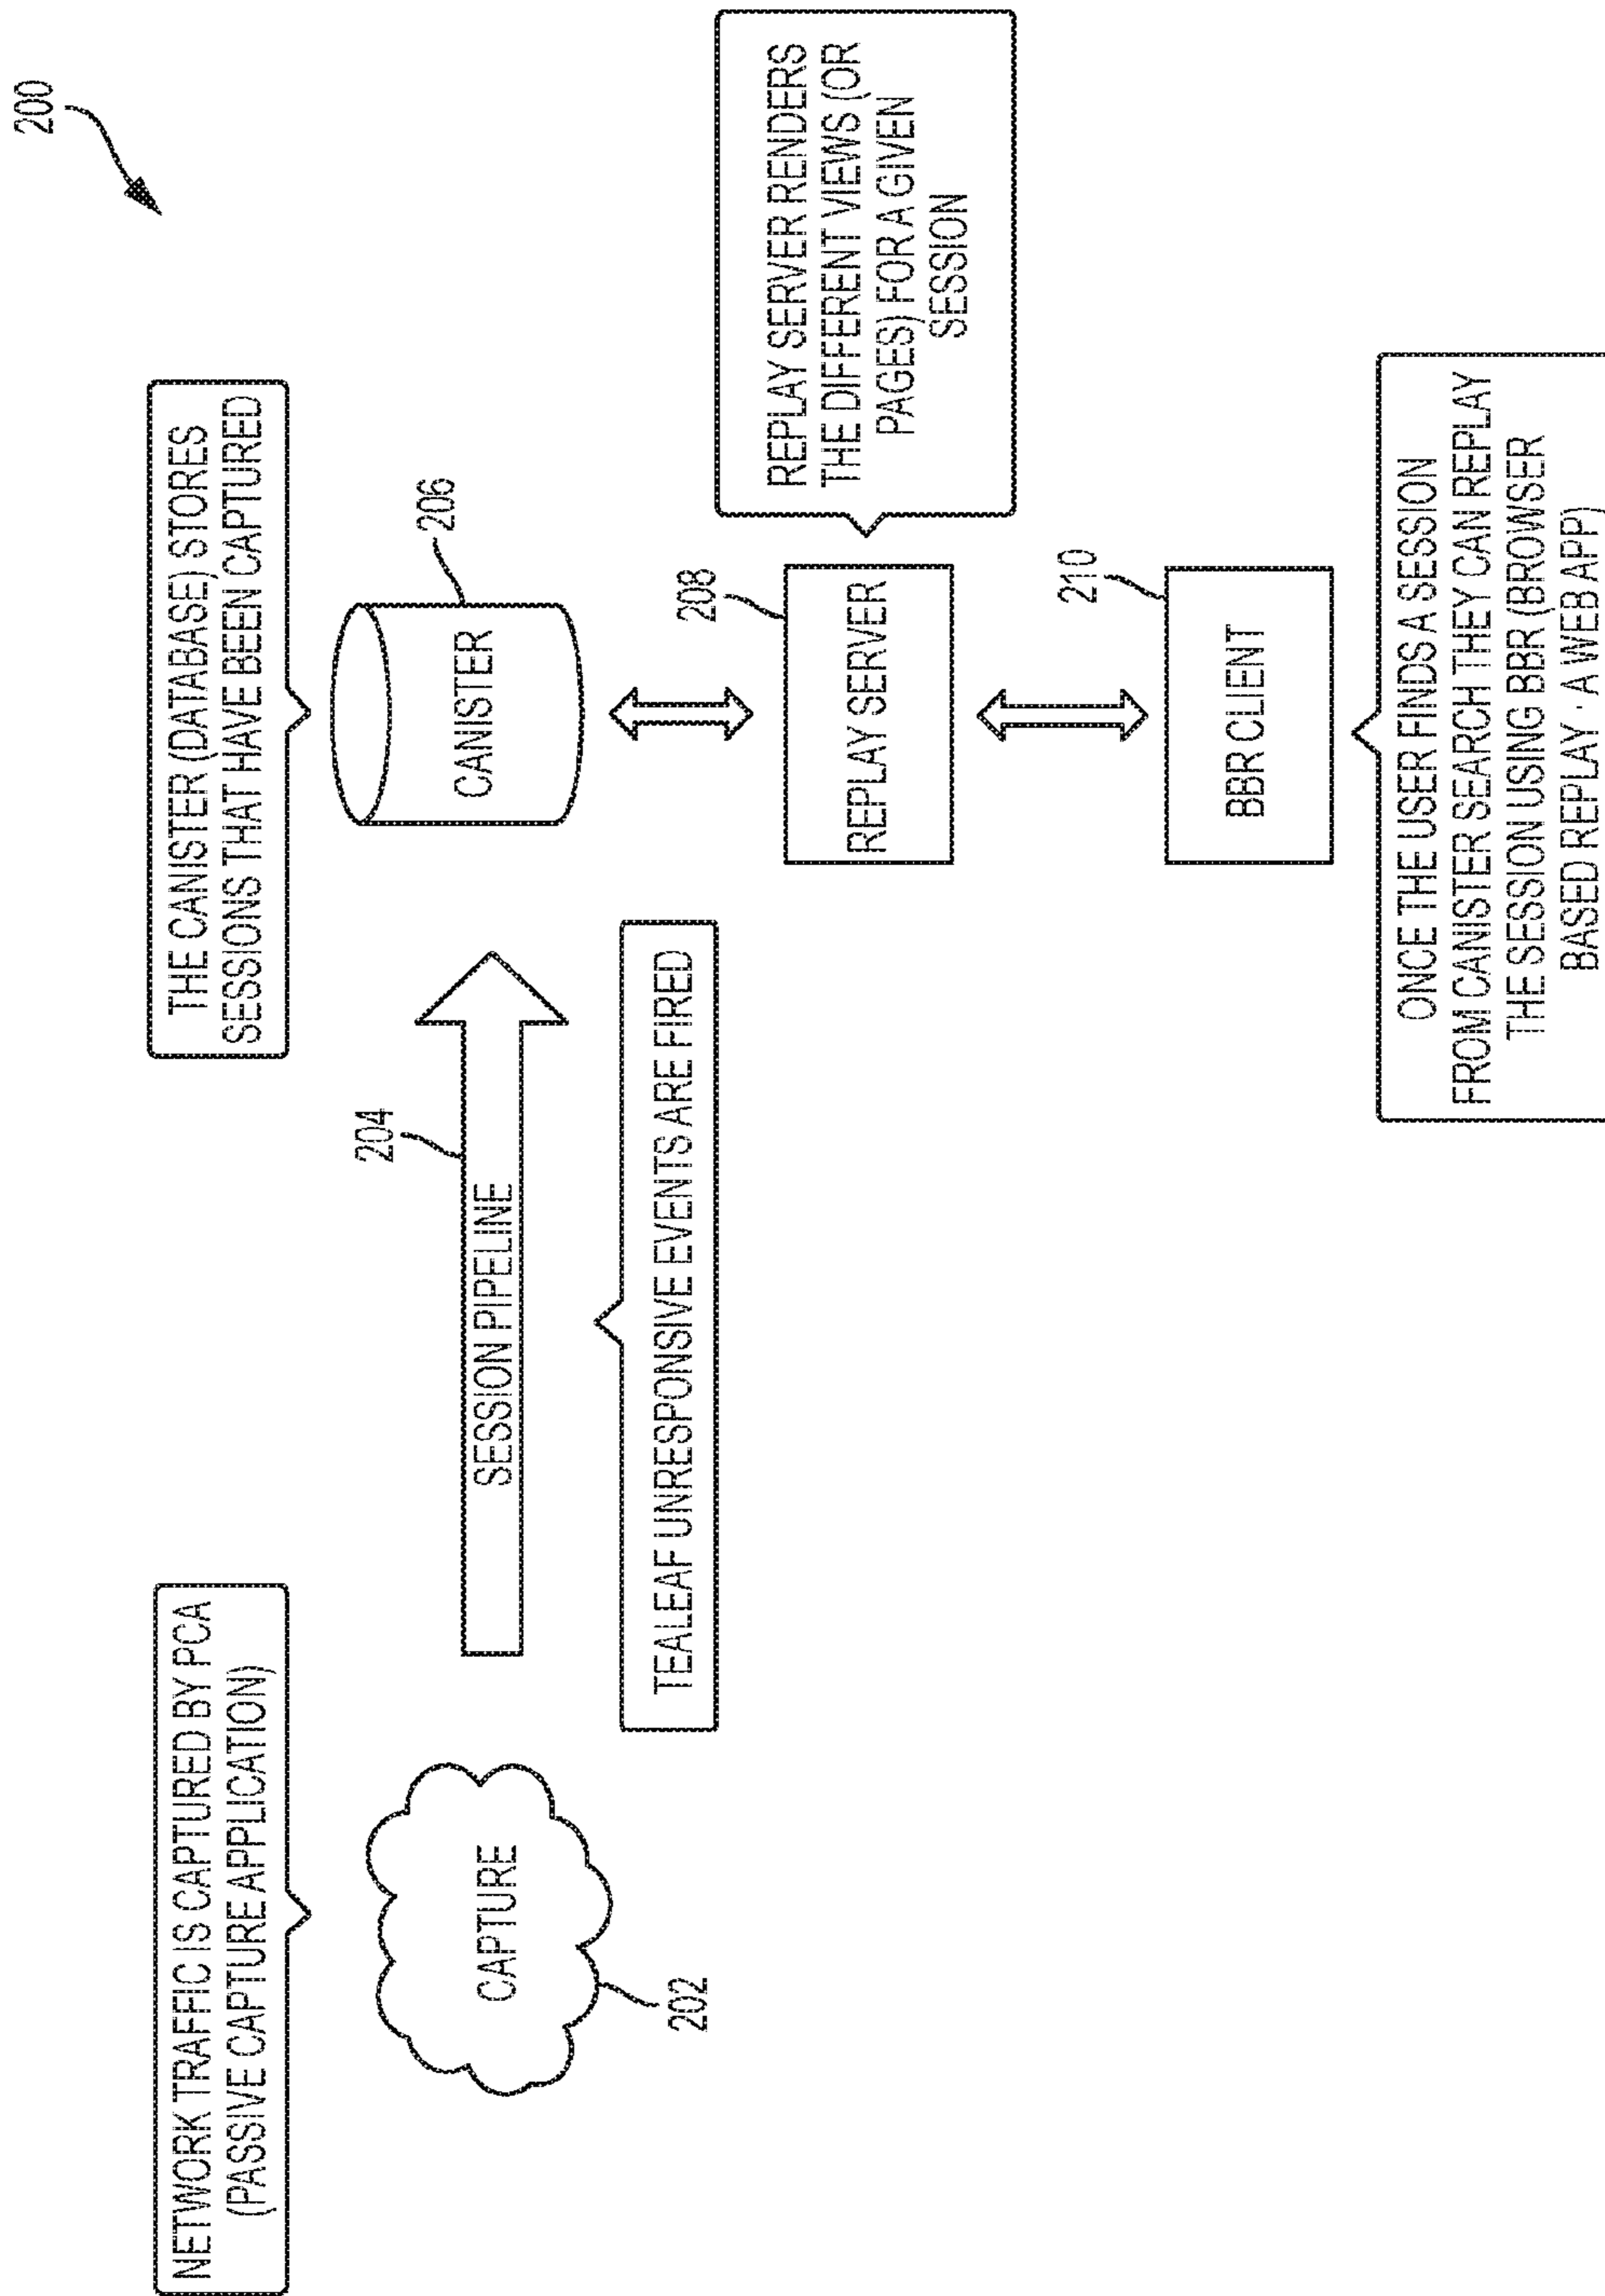 200
NETWORK TRAFFIC IS CAPTURED BY PCA
(PASSIVE CAPTURE APPLICATION)
THE CANISTER (DATABASE) STORES
SESSIONS THAT HAVE BEEN CAPTURED
CAPTURE
202
SESSION PIPELINE
204
TEALEAF UNRESPONSIVE EVENTS ARE FIRED
CANISTER
206
REPLAY SERVER
208
REPLAY SERVER RENDERS
THE DIFFERENT VIEWS (OR
PAGES) FOR A GIVEN
SESSION
BBR CLIENT
210
ONCE THE USER FINDS A SESSION
FROM CANISTER SEARCH THEY CAN REPLAY
THE SESSION USING BBR (BROWSER
BASED REPLAY - A WEB APP)